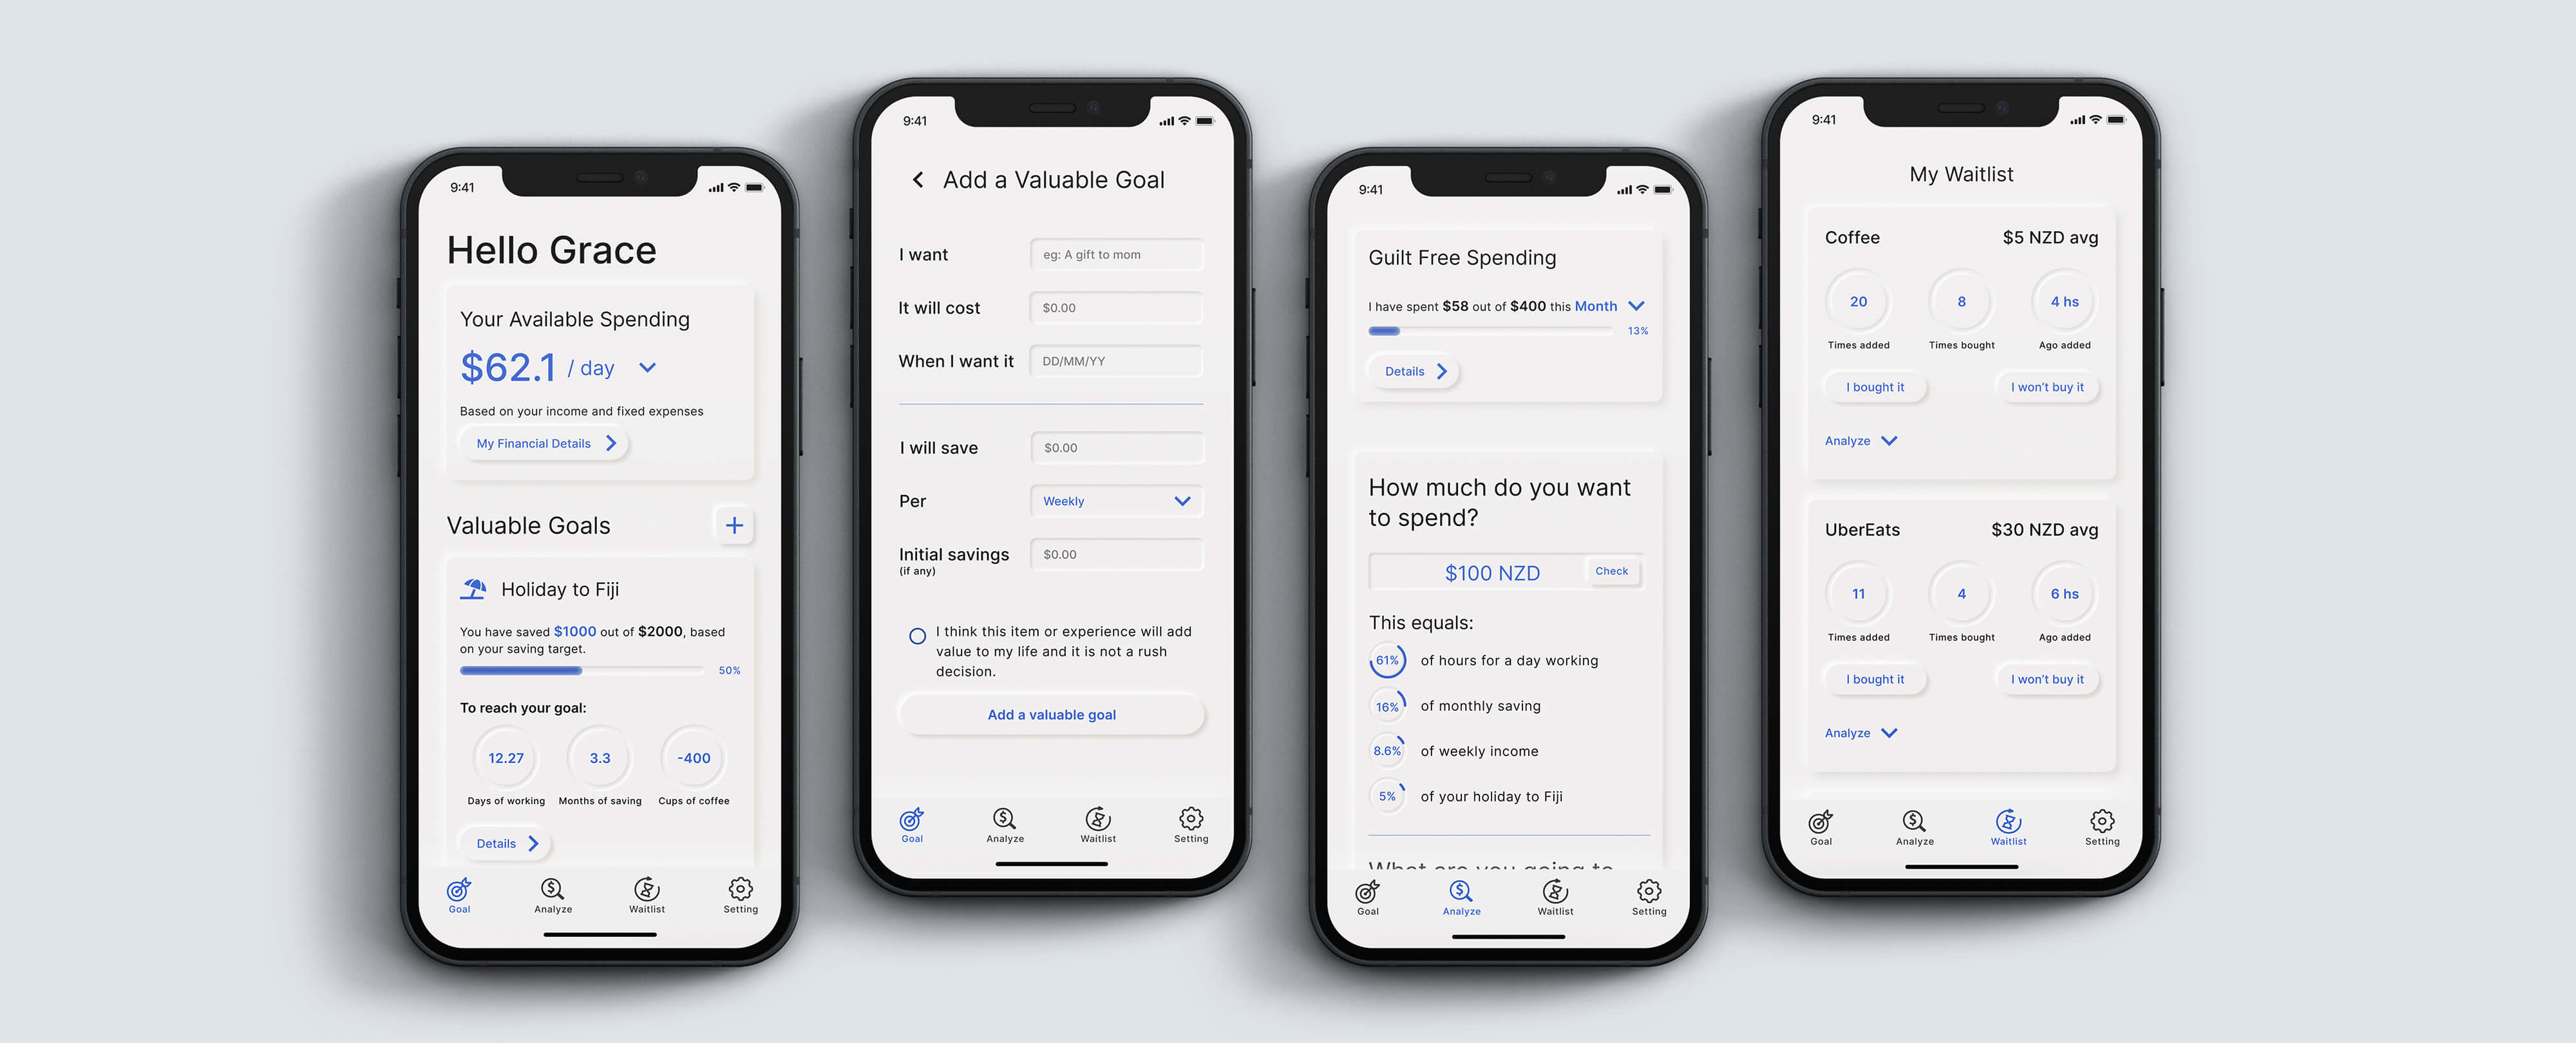 9:41
Hello Grace
Your Available Spending
$62.1 / day
Based on your income and fixed expenses
My Financial Details
Valuable Goals
Holiday to Fiji
You have saved $1000 out of $2000, based
on your saving target.
50%
To reach your goal:
12.27 3.3 -400
Days of working Months of saving Cups of coffee
Details
Goal Analyze Waitlist Setting
9:41
Add a Valuable Goal
I want eg: A gift to mom
It will cost $0.00
When I want it DD/MM/YY
I will save $0.00
Per Weekly
Initial savings $0.00
(if any)
I think this item or experience will add
value to my life and it is not a rush
decision.
Add a valuable goal
Goal Analyze Waitlist Setting
9:41
Guilt Free Spending
I have spent $58 out of $400 this Month
13%
Details
How much do you want
to spend?
$100 NZD Check
This equals:
61% of hours for a day working
16% of monthly saving
8.6% of weekly income
5% of your holiday to Fiji
What are you going to
Goal Analyze Waitlist Setting
9:41
My Waitlist
Coffee $5 NZD avg
20 8 4 hs
Times added Times bought Ago added
I bought it I won't buy it
Analyze
UberEats $30 NZD avg
11 4 6 hs
Times added Times bought Ago added
I bought it I won't buy it
Analyze
Goal Analyze Waitlist Setting